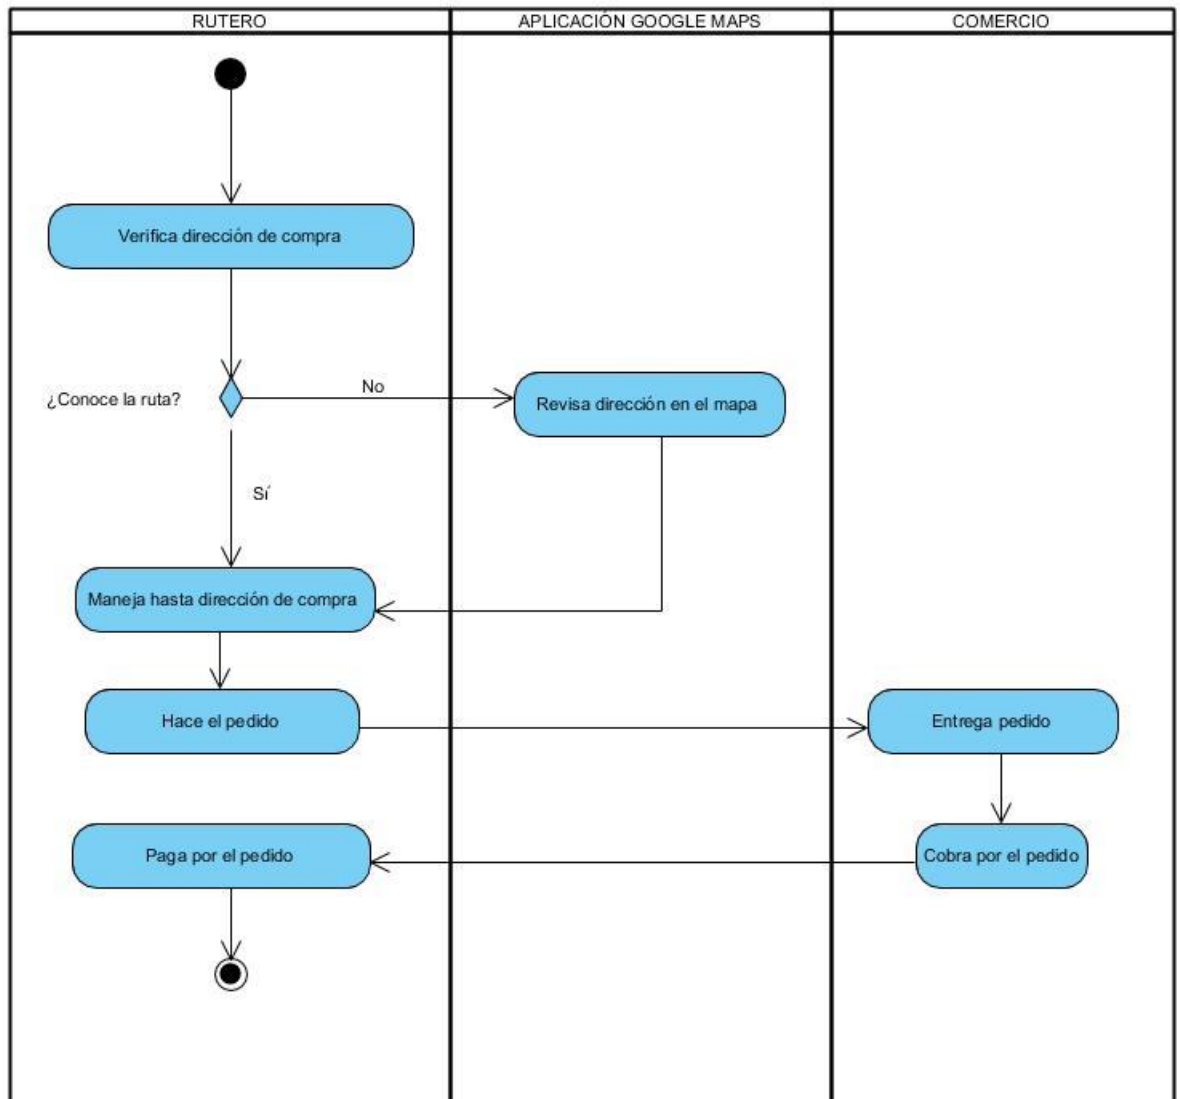 RUTERO
APLICACIÓN GOOGLE MAPS
COMERCIO
Verifica dirección de compra
¿Conoce la ruta?
No
Revisa dirección en el mapa
Sí
Maneja hasta dirección de compra
Hace el pedido
Entrega pedido
Paga por el pedido
Cobra por el pedido